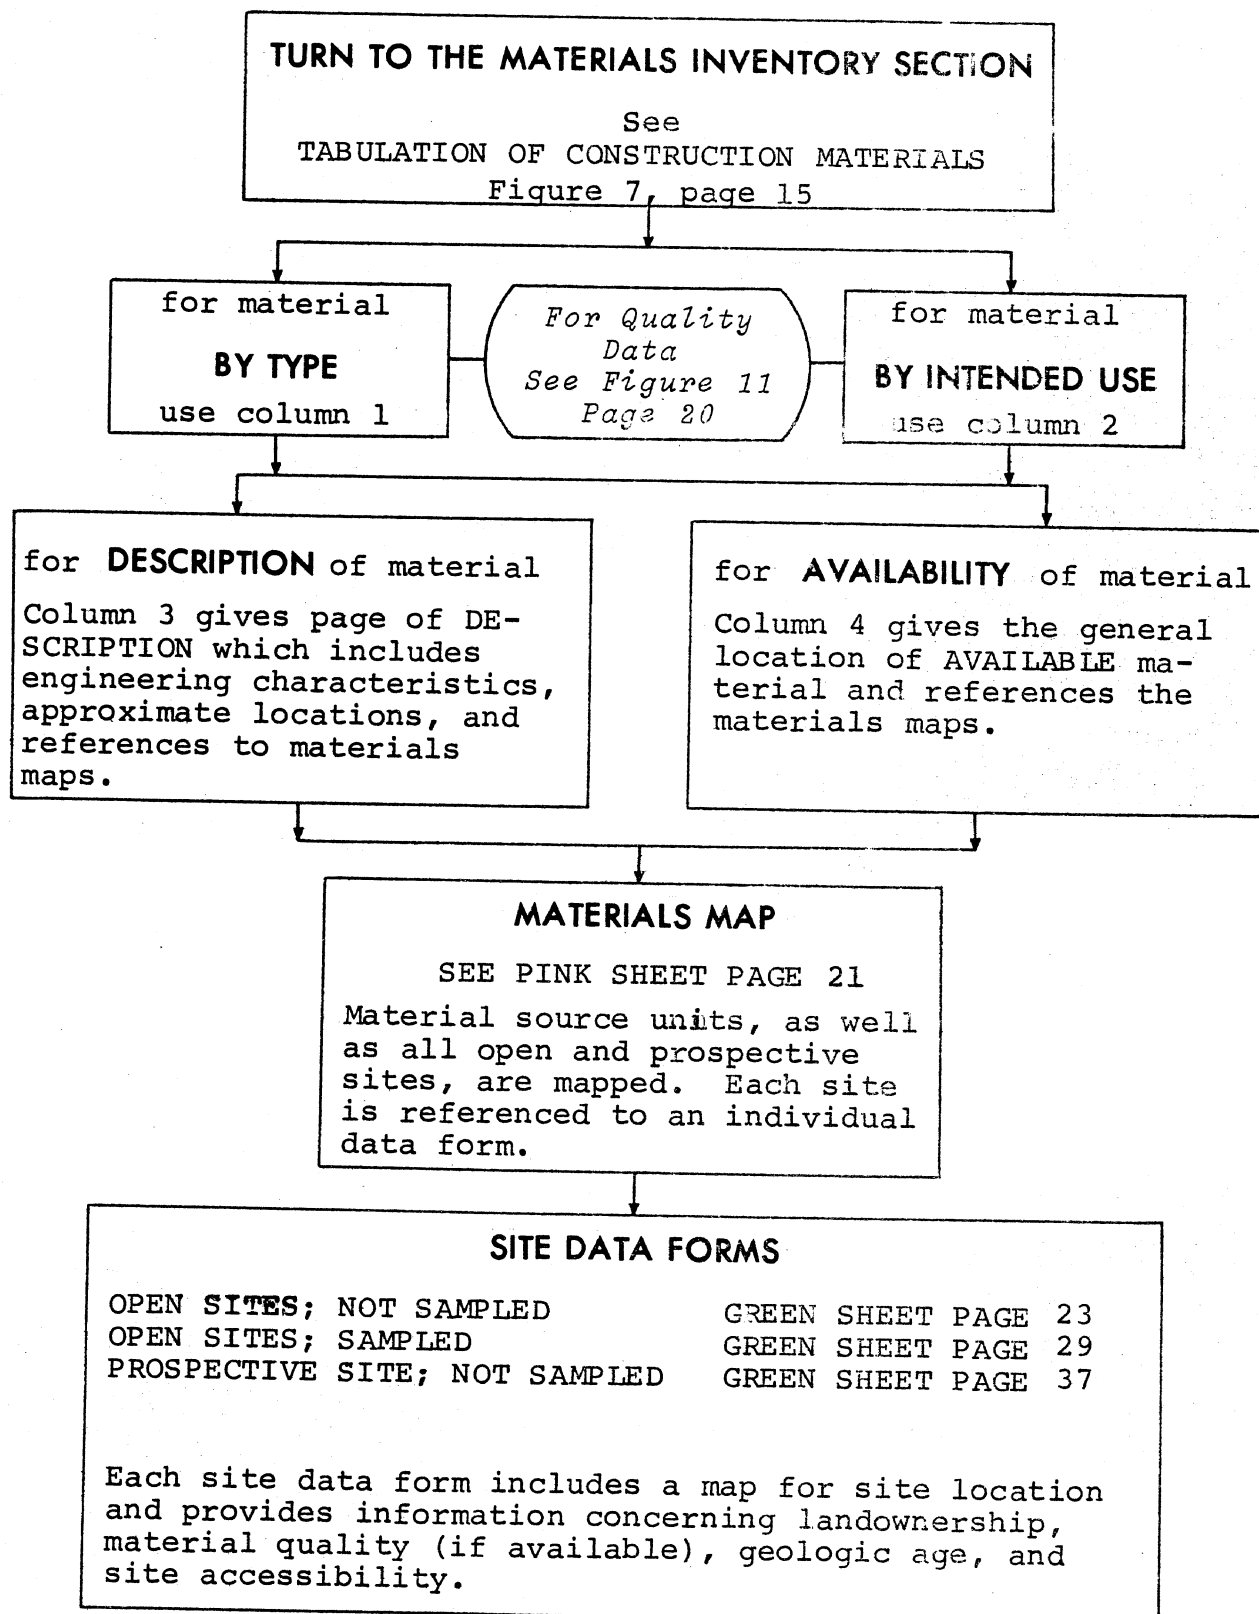 TURN TO THE MATERIALS INVENTORY SECTION
See
TABULATION OF CONSTRUCTION MATERIALS
Figure 7, page 15
for material
BY TYPE
use column 1
For Quality
Data
See Figure 11
Page 20
for material
BY INTENDED USE
use column 2
for DESCRIPTION of material
Column 3 gives page of DE-
SCRIPTION which includes
engineering characteristics,
approximate locations, and
references to materials
maps.
for AVAILABILITY of material
Column 4 gives the general
location of AVAILABLE ma-
terial and references the
materials maps.
MATERIALS MAP
SEE PINK SHEET PAGE 21
Material source units, as well
as all open and prospective
sites, are mapped. Each site
is referenced to an individual
data form.
SITE DATA FORMS
OPEN SITES; NOT SAMPLED GREEN SHEET PAGE 23
OPEN SITES; SAMPLED GREEN SHEET PAGE 29
PROSPECTIVE SITE; NOT SAMPLED GREEN SHEET PAGE 37
Each site data form includes a map for site location
and provides information concerning landownership,
material quality (if available), geologic age, and
site accessibility.